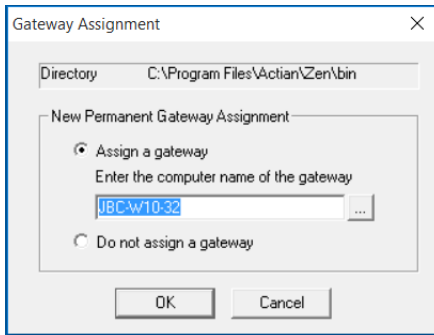 Gateway Assignment
Directory C:\Program Files\Actian\Zen\bin
New Permanent Gateway Assignment
Assign a gateway
Enter the computer name of the gateway
JBC-W10-32 ...
Do not assign a gateway
OK Cancel